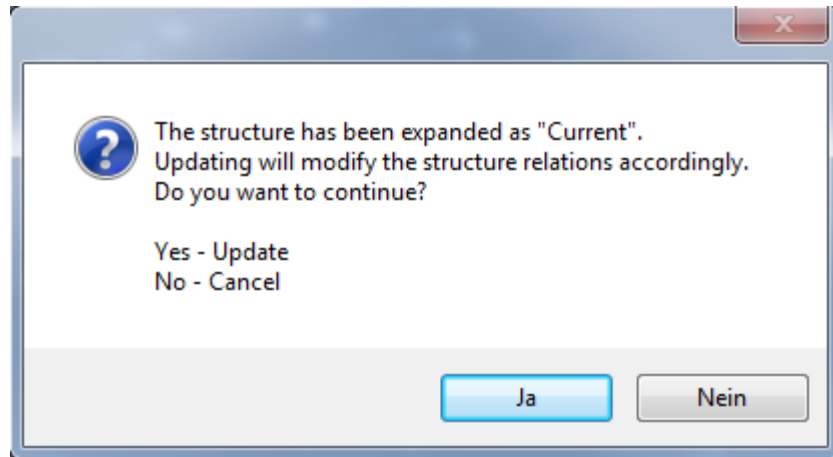 The structure has been expanded as "Current".
Updating will modify the structure relations accordingly.
Do you want to continue?
Yes - Update
No - Cancel
Ja
Nein